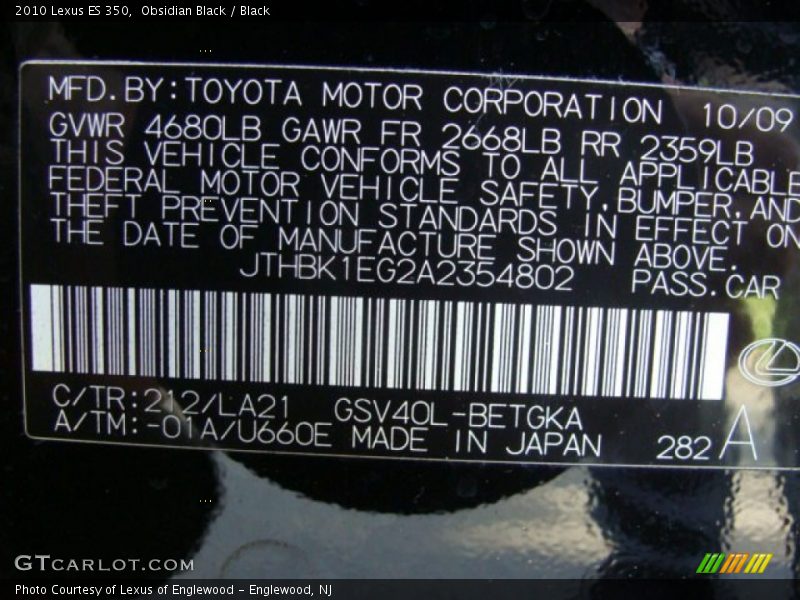 2010 Lexus ES 350,  Obsidian Black / Black
MFD. BY: TOYOTA MOTOR CORPORATION 10/09
GVWR 4680LB GAWR FR 2668LB RR 2359LB
THIS VEHICLE CONFORMS TO ALL APPLICABLE
FEDERAL MOTOR VEHICLE SAFETY, BUMPER, AND
THEFT PREVENTION STANDARDS IN EFFECT ON
THE DATE OF MANUFACTURE SHOWN ABOVE.
JTHBK1EG2A2354802 PASS. CAR
C/TR: 212/LA21 GSV40L-BETGKA
A/TM: -01A/U660E MADE IN JAPAN 282 A
GTcarlot.com
Photo Courtesy of Lexus of Englewood - Englewood, NJ